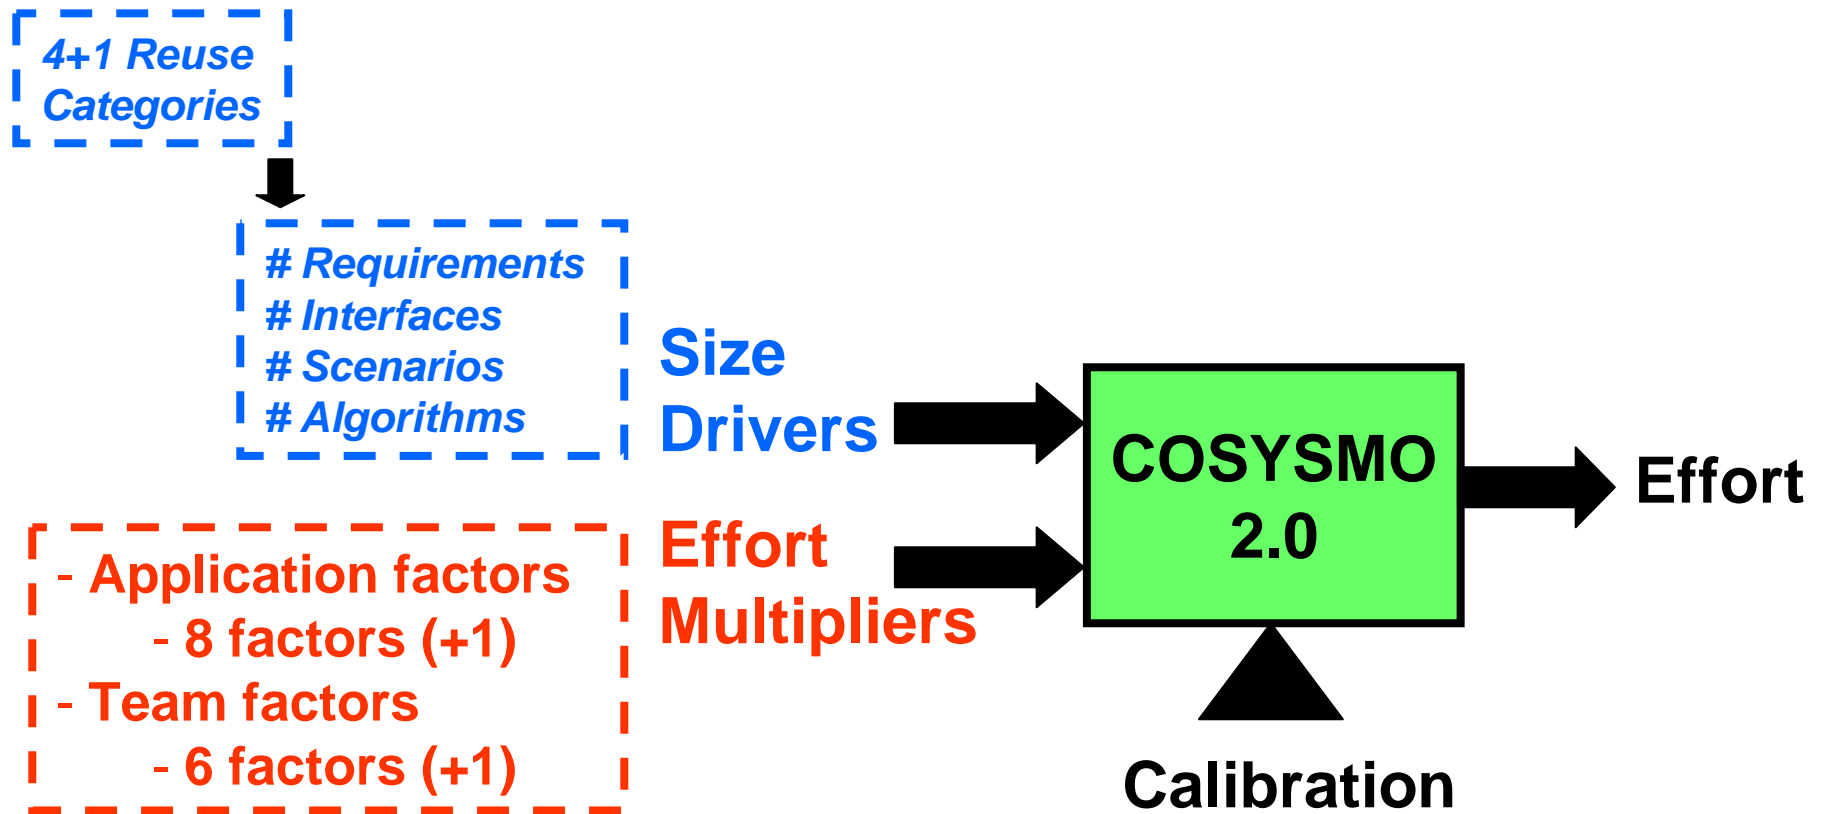 4+1 Reuse
Categories
# Requirements
# Interfaces
# Scenarios
# Algorithms
Size
Drivers
- Application factors
- 8 factors (+1)
- Team factors
- 6 factors (+1)
Effort
Multipliers
COSYSMO
2.0
Effort
Calibration